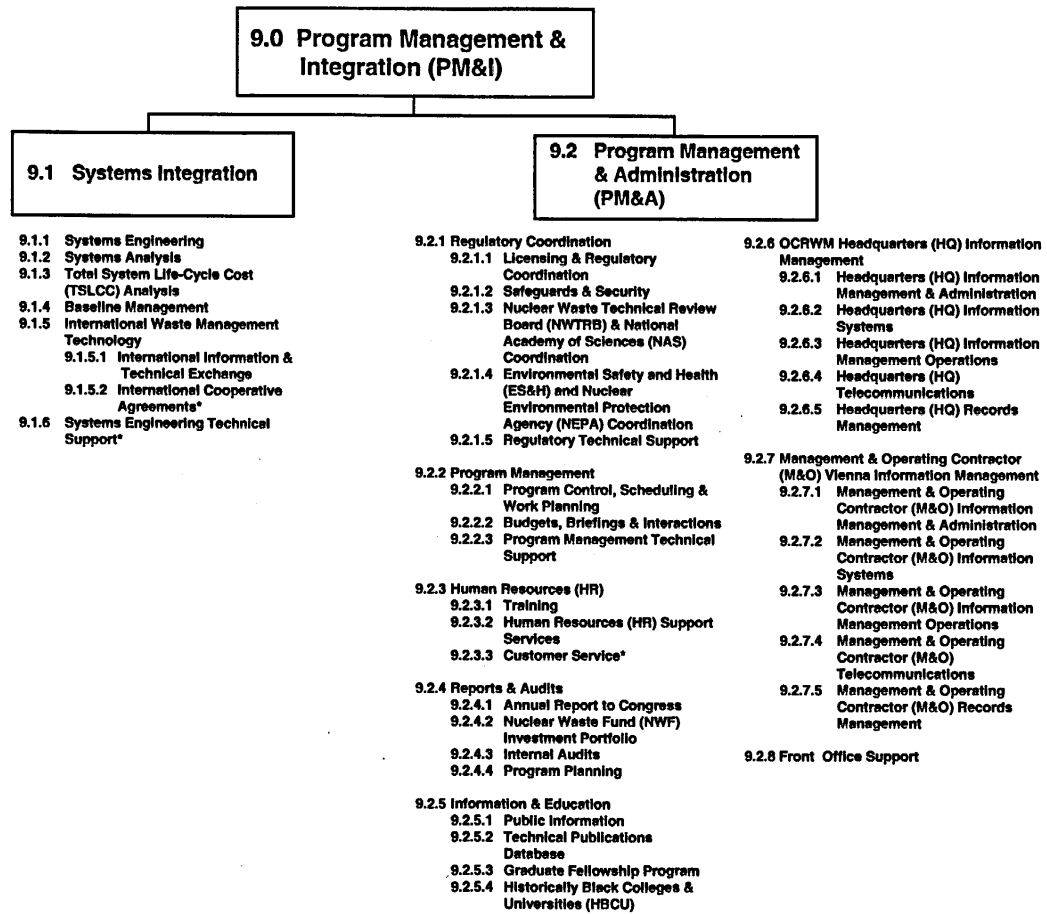 9.0 Program Management &
Integration (PM&I)
9.1 Systems Integration
9.2 Program Management
& Administration
(PM&A)
9.1.1 Systems Engineering
9.1.2 Systems Analysis
9.1.3 Total System Life-Cycle Cost
(TSLCC) Analysis
9.1.4 Baseline Management
9.1.5 International Waste Management
Technology
9.1.5.1 International Information &
Technical Exchange
9.1.5.2 International Cooperative
Agreements*
9.1.6 Systems Engineering Technical
Support*
9.2.1 Regulatory Coordination
9.2.1.1 Licensing & Regulatory
Coordination
9.2.1.2 Safeguards & Security
9.2.1.3 Nuclear Waste Technical Review
Board (NWTRB) & National
Academy of Sciences (NAS)
Coordination
9.2.1.4 Environmental Safety and Health
(ES&H) and Nuclear
Environmental Protection
Agency (NEPA) Coordination
9.2.1.5 Regulatory Technical Support
9.2.2 Program Management
9.2.2.1 Program Control, Scheduling &
Work Planning
9.2.2.2 Budgets, Briefings & Interactions
9.2.2.3 Program Management Technical
Support
9.2.3 Human Resources (HR)
9.2.3.1 Training
9.2.3.2 Human Resources (HR) Support
Services
9.2.3.3 Customer Service*
9.2.4 Reports & Audits
9.2.4.1 Annual Report to Congress
9.2.4.2 Nuclear Waste Fund (NWF)
Investment Portfolio
9.2.4.3 Internal Audits
9.2.4.4 Program Planning
9.2.5 Information & Education
9.2.5.1 Public Information
9.2.5.2 Technical Publications
Database
9.2.5.3 Graduate Fellowship Program
9.2.5.4 Historically Black Colleges &
Universities (HBCU)
9.2.6 OCRWM Headquarters (HQ) Information
Management
9.2.6.1 Headquarters (HQ) Information
Management & Administration
9.2.6.2 Headquarters (HQ) Information
Systems
9.2.6.3 Headquarters (HQ) Information
Management Operations
9.2.6.4 Headquarters (HQ)
Telecommunications
9.2.6.5 Headquarters (HQ) Records
Management
9.2.7 Management & Operating Contractor
(M&O) Vienna Information Management
9.2.7.1 Management & Operating
Contractor (M&O) Information
Management & Administration
9.2.7.2 Management & Operating
Contractor (M&O) Information
Systems
9.2.7.3 Management & Operating
Contractor (M&O) Information
Management Operations
9.2.7.4 Management & Operating
Contractor (M&O)
Telecommunications
9.2.7.5 Management & Operating
Contractor (M&O) Records
Management
9.2.8 Front Office Support